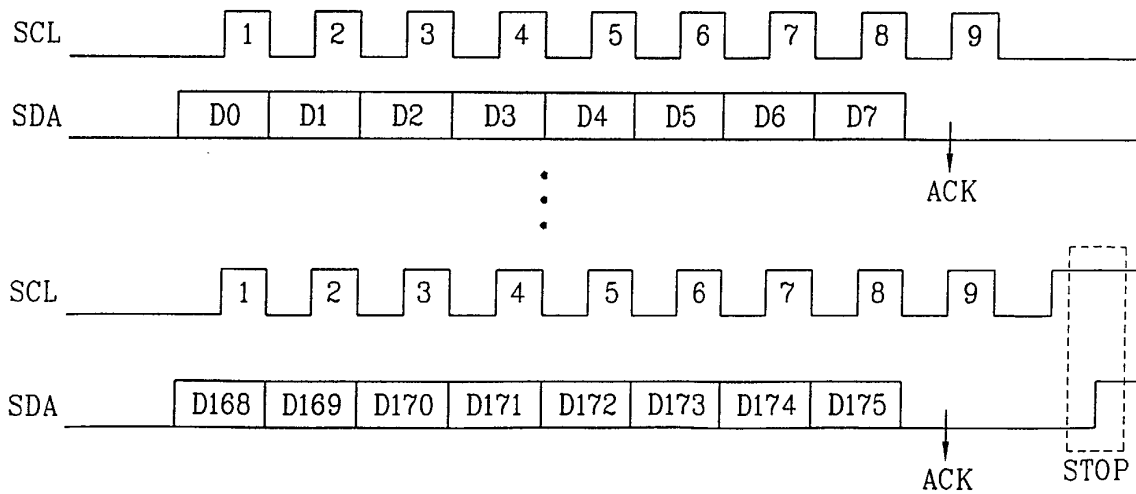 SCL 1 2 3 4 5 6 7 8 9
SDA D0 D1 D2 D3 D4 D5 D6 D7
ACK
SCL 1 2 3 4 5 6 7 8 9
SDA D168 D169 D170 D171 D172 D173 D174 D175
ACK STOP